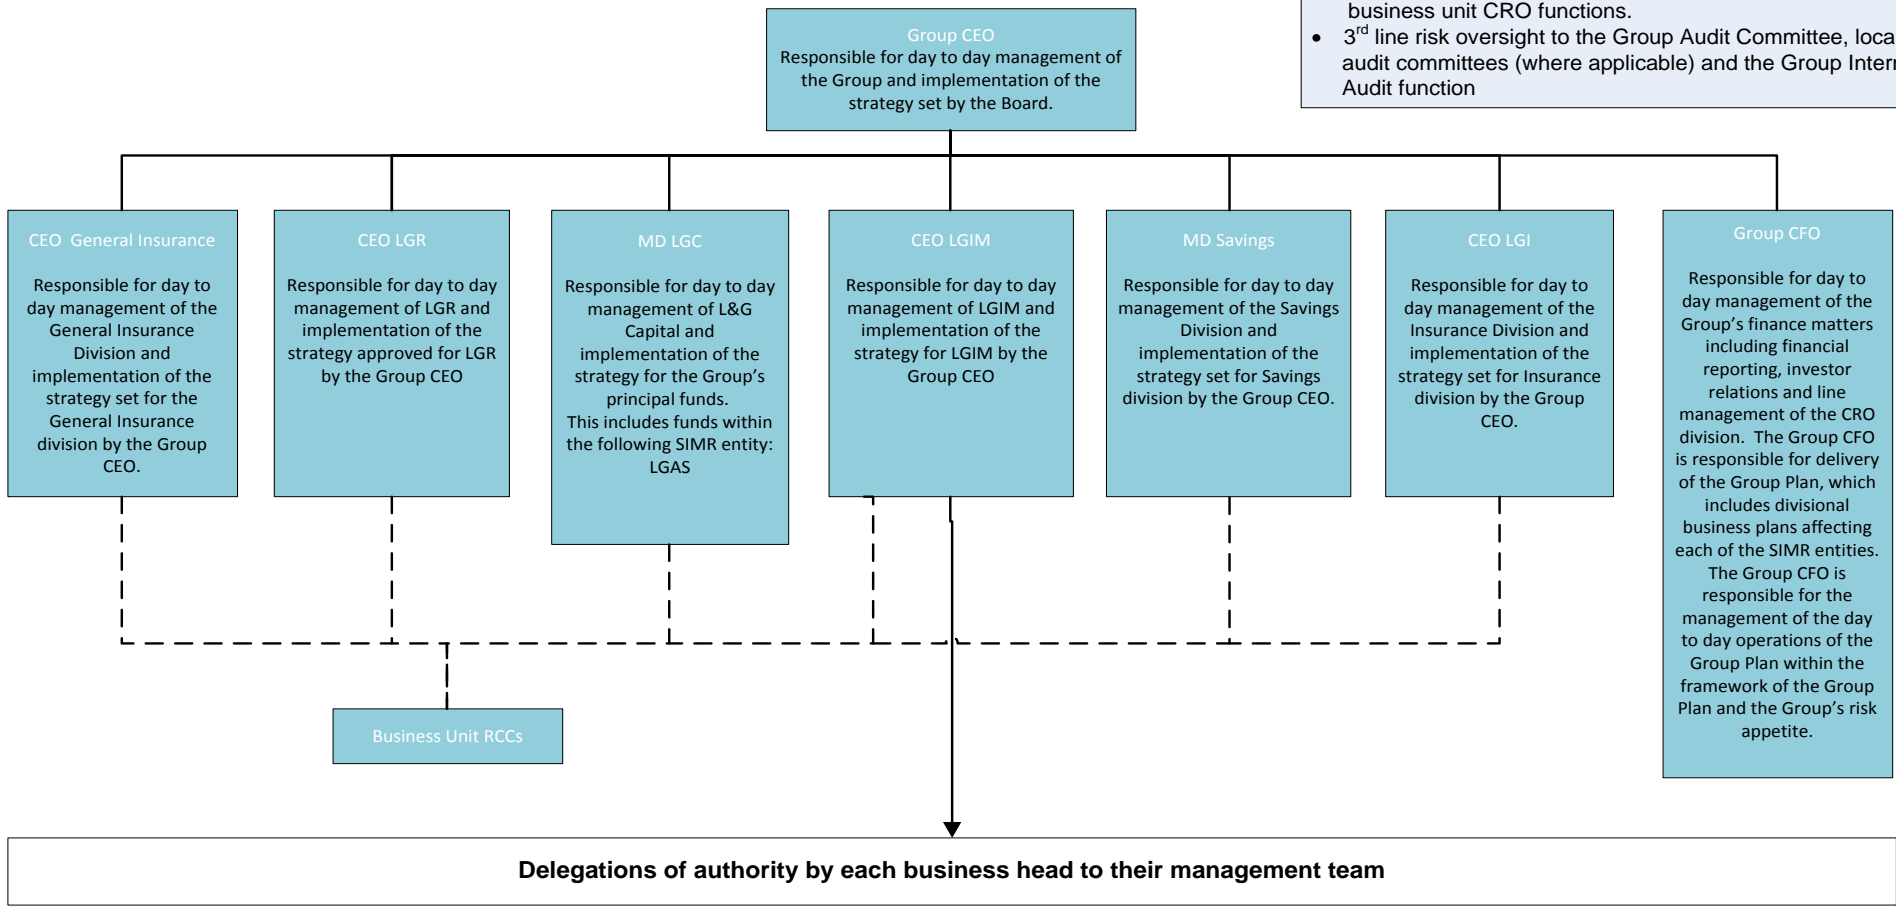 business unit CRO functions.
• 3rd line risk oversight to the Group Audit Committee, loca
audit committees (where applicable) and the Group Inter
Audit function
Group CEO
Responsible for day to day management of
the Group and implementation of the
strategy set by the Board.
CEO General Insurance
Responsible for day to
day management of the
General Insurance
Division and
implementation of the
strategy set for the
General Insurance
division by the Group
CEO.
CEO LGR
Responsible for day to day
management of LGR and
implementation of the
strategy approved for LGR
by the Group CEO
MD LGC
Responsible for day to day
management of L&G
Capital and
implementation of the
strategy for the Group's
principal funds.
This includes funds within
the following SIMR entity:
LGAS
CEO LGIM
Responsible for day to day
management of LGIM and
implementation of the
strategy for LGIM by the
Group CEO
MD Savings
Responsible for day to day
management of the Savings
Division and
implementation of the
strategy set for Savings
division by the Group CEO.
CEO LGI
Responsible for day to
day management of the
Insurance Division and
implementation of the
strategy set for Insurance
division by the Group
CEO.
Group CFO
Responsible for day to
day management of the
Group's finance matters
including financial
reporting, investor
relations and line
management of the CRO
division. The Group CFO
is responsible for delivery
of the Group Plan, which
includes divisional
business plans affecting
each of the SIMR entities.
The Group CFO is
responsible for the
management of the day
to day operations of the
Group Plan within the
framework of the Group
Plan and the Group's risk
appetite.
Business Unit RCCs
Delegations of authority by each business head to their management team